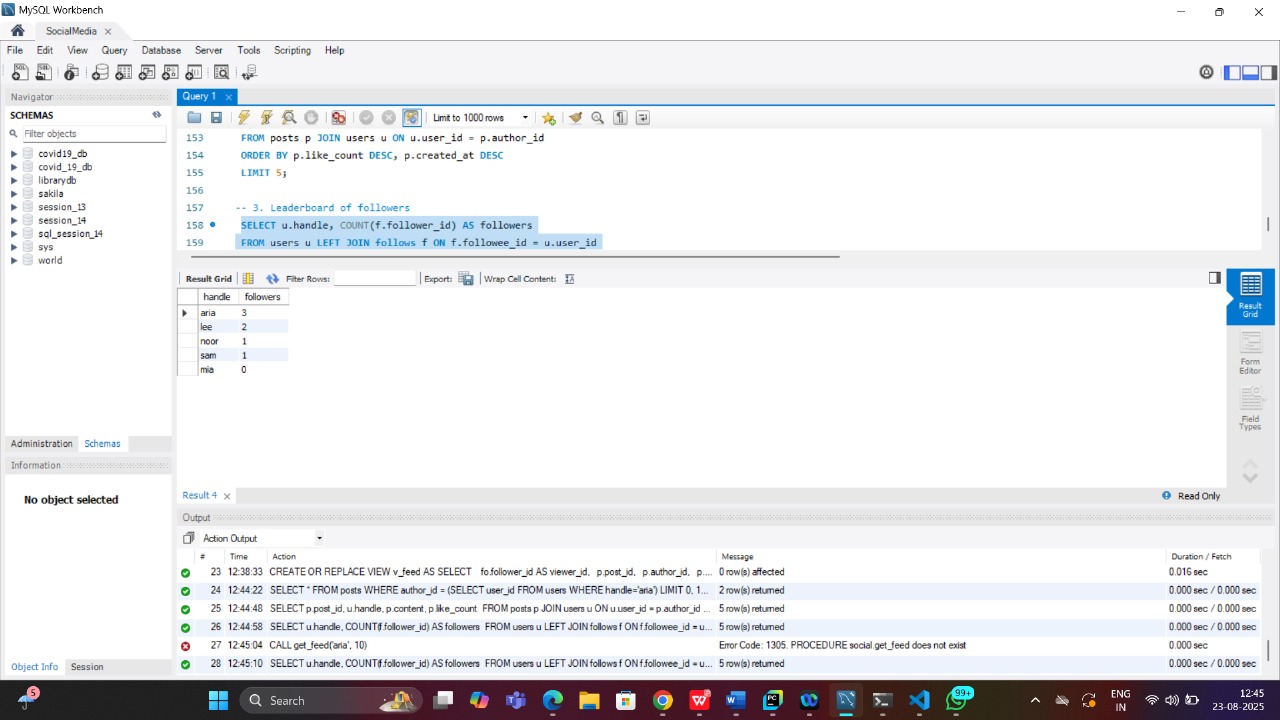 MySQL Workbench
SocialMedia
File Edit View Query Database Server Tools Scripting Help
Navigator
SCHEMAS
Filter objects
covid19_db
covid_19_db
librarydb
sakila
session_13
session_14
sql_session_14
sys
world
Administration Schemas
Information
No object selected
Object Info Session
Query 1
Limit to 1000 rows
153 FROM posts p JOIN users u ON u.user_id = p.author_id
154 ORDER BY p.like_count DESC, p.created_at DESC
155 LIMIT 5;
156
157 -- 3. Leaderboard of followers
158 SELECT u.handle, COUNT(f.follower_id) AS followers
159 FROM users u LEFT JOIN follows f ON f.followee_id = u.user_id
Result Grid Filter Rows: Export: Wrap Cell Content:
handle followers
aria 3
lee 2
noor 1
sam 1
mia 0
Result Grid
Form Editor
Field Types
Result 4 Read Only
Output
Action Output
# Time Action Message Duration / Fetch
23 12:38:33 CREATE OR REPLACE VIEW v_feed AS SELECT fo.follower_id AS viewer_id, p.post_id, p.author_id, p.... 0 row(s) affected 0.016 sec
24 12:44:22 SELECT * FROM posts WHERE author_id = (SELECT user_id FROM users WHERE handle='aria') LIMIT 0, 1... 2 row(s) returned 0.000 sec / 0.000 sec
25 12:44:48 SELECT p.post_id, u.handle, p.content, p.like_count FROM posts p JOIN users u ON u.user_id = p.author_id ... 5 row(s) returned 0.000 sec / 0.000 sec
26 12:44:58 SELECT u.handle, COUNT(f.follower_id) AS followers FROM users u LEFT JOIN follows f ON f.followee_id = u... 5 row(s) returned 0.000 sec / 0.000 sec
27 12:45:04 CALL get_feed('aria', 10) Error Code: 1305. PROCEDURE social.get_feed does not exist 0.000 sec
28 12:45:10 SELECT u.handle, COUNT(f.follower_id) AS followers FROM users u LEFT JOIN follows f ON f.followee_id = u... 5 row(s) returned 0.000 sec / 0.000 sec
5
Search
99+
ENG
IN
12:45
23-08-2025